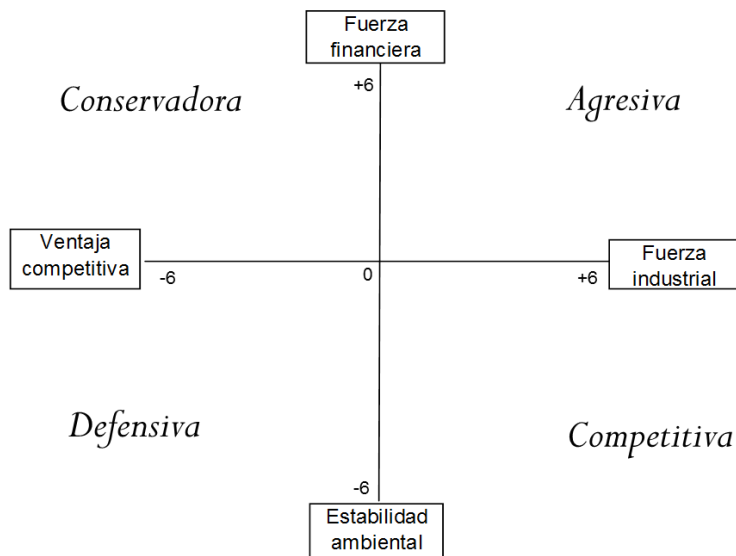 Fuerza
financiera
+6
Conservadora
Agresiva
Ventaja
competitiva
-6
0
+6
Fuerza
industrial
Defensiva
Competitiva
-6
Estabilidad
ambiental